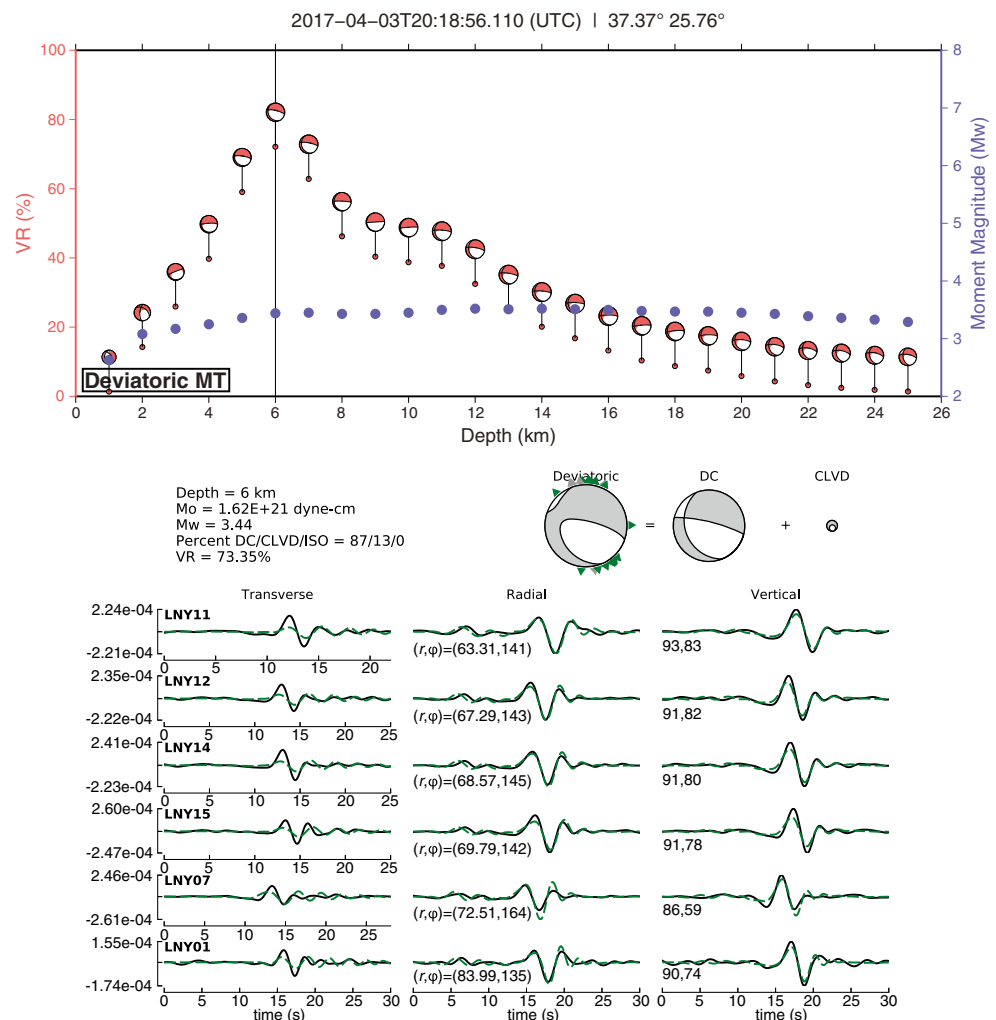 2017−04−03T20:18:56.110 (UTC) | 37.37° 25.76°
100
80
60
40
20
0
VR (%)
8
7
6
5
4
3
2
Moment Magnitude (Mw)
Deviatoric MT
0 2 4 6 8 10 12 14 16 18 20 22 24 26
Depth (km)
Depth = 6 km
Mo = 1.62E+21 dyne-cm
Mw = 3.44
Percent DC/CLVD/ISO = 87/13/0
VR = 73.35%
Deviatoric DC CLVD
= +
Transverse Radial Vertical
2.24e-04 LNY11
-2.21e-04 (r,φ)=(63.31,141) 93,83
0 5 10 15 20
2.35e-04 LNY12
-2.22e-04 (r,φ)=(67.29,143) 91,82
0 5 10 15 20 25
2.41e-04 LNY14
-2.23e-04 (r,φ)=(68.57,145) 91,80
0 5 10 15 20 25
2.60e-04 LNY15
-2.47e-04 (r,φ)=(69.79,142) 91,78
0 5 10 15 20 25
2.46e-04 LNY07
-2.61e-04 (r,φ)=(72.51,164) 86,59
0 5 10 15 20 25
1.55e-04 LNY01
-1.74e-04 (r,φ)=(83.99,135) 90,74
0 5 10 15 20 25 30 0 5 10 15 20 25 30 0 5 10 15 20 25 30
time (s) time (s) time (s)